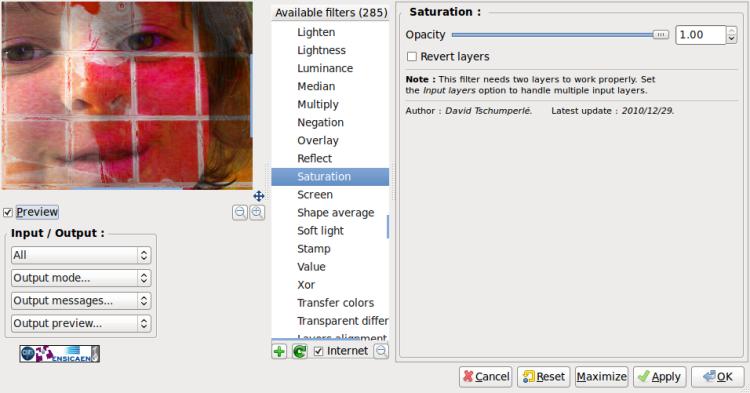 Available filters (285)
Lighten
Lightness
Luminance
Median
Multiply
Negation
Overlay
Reflect
Saturation
Screen
Shape average
Soft light
Stamp
Value
Xor
Transfer colors
Transparent differ
Layers alignment
Internet
Preview
Input / Output :
All
Output mode...
Output messages...
Output preview...
ENSICAEN
Saturation :
Opacity
1.00
Revert layers
Note : This filter needs two layers to work properly. Set
the Input layers option to handle multiple input layers.
Author : David Tschumperlé. Latest update : 2010/12/29.
Cancel
Reset
Maximize
Apply
OK